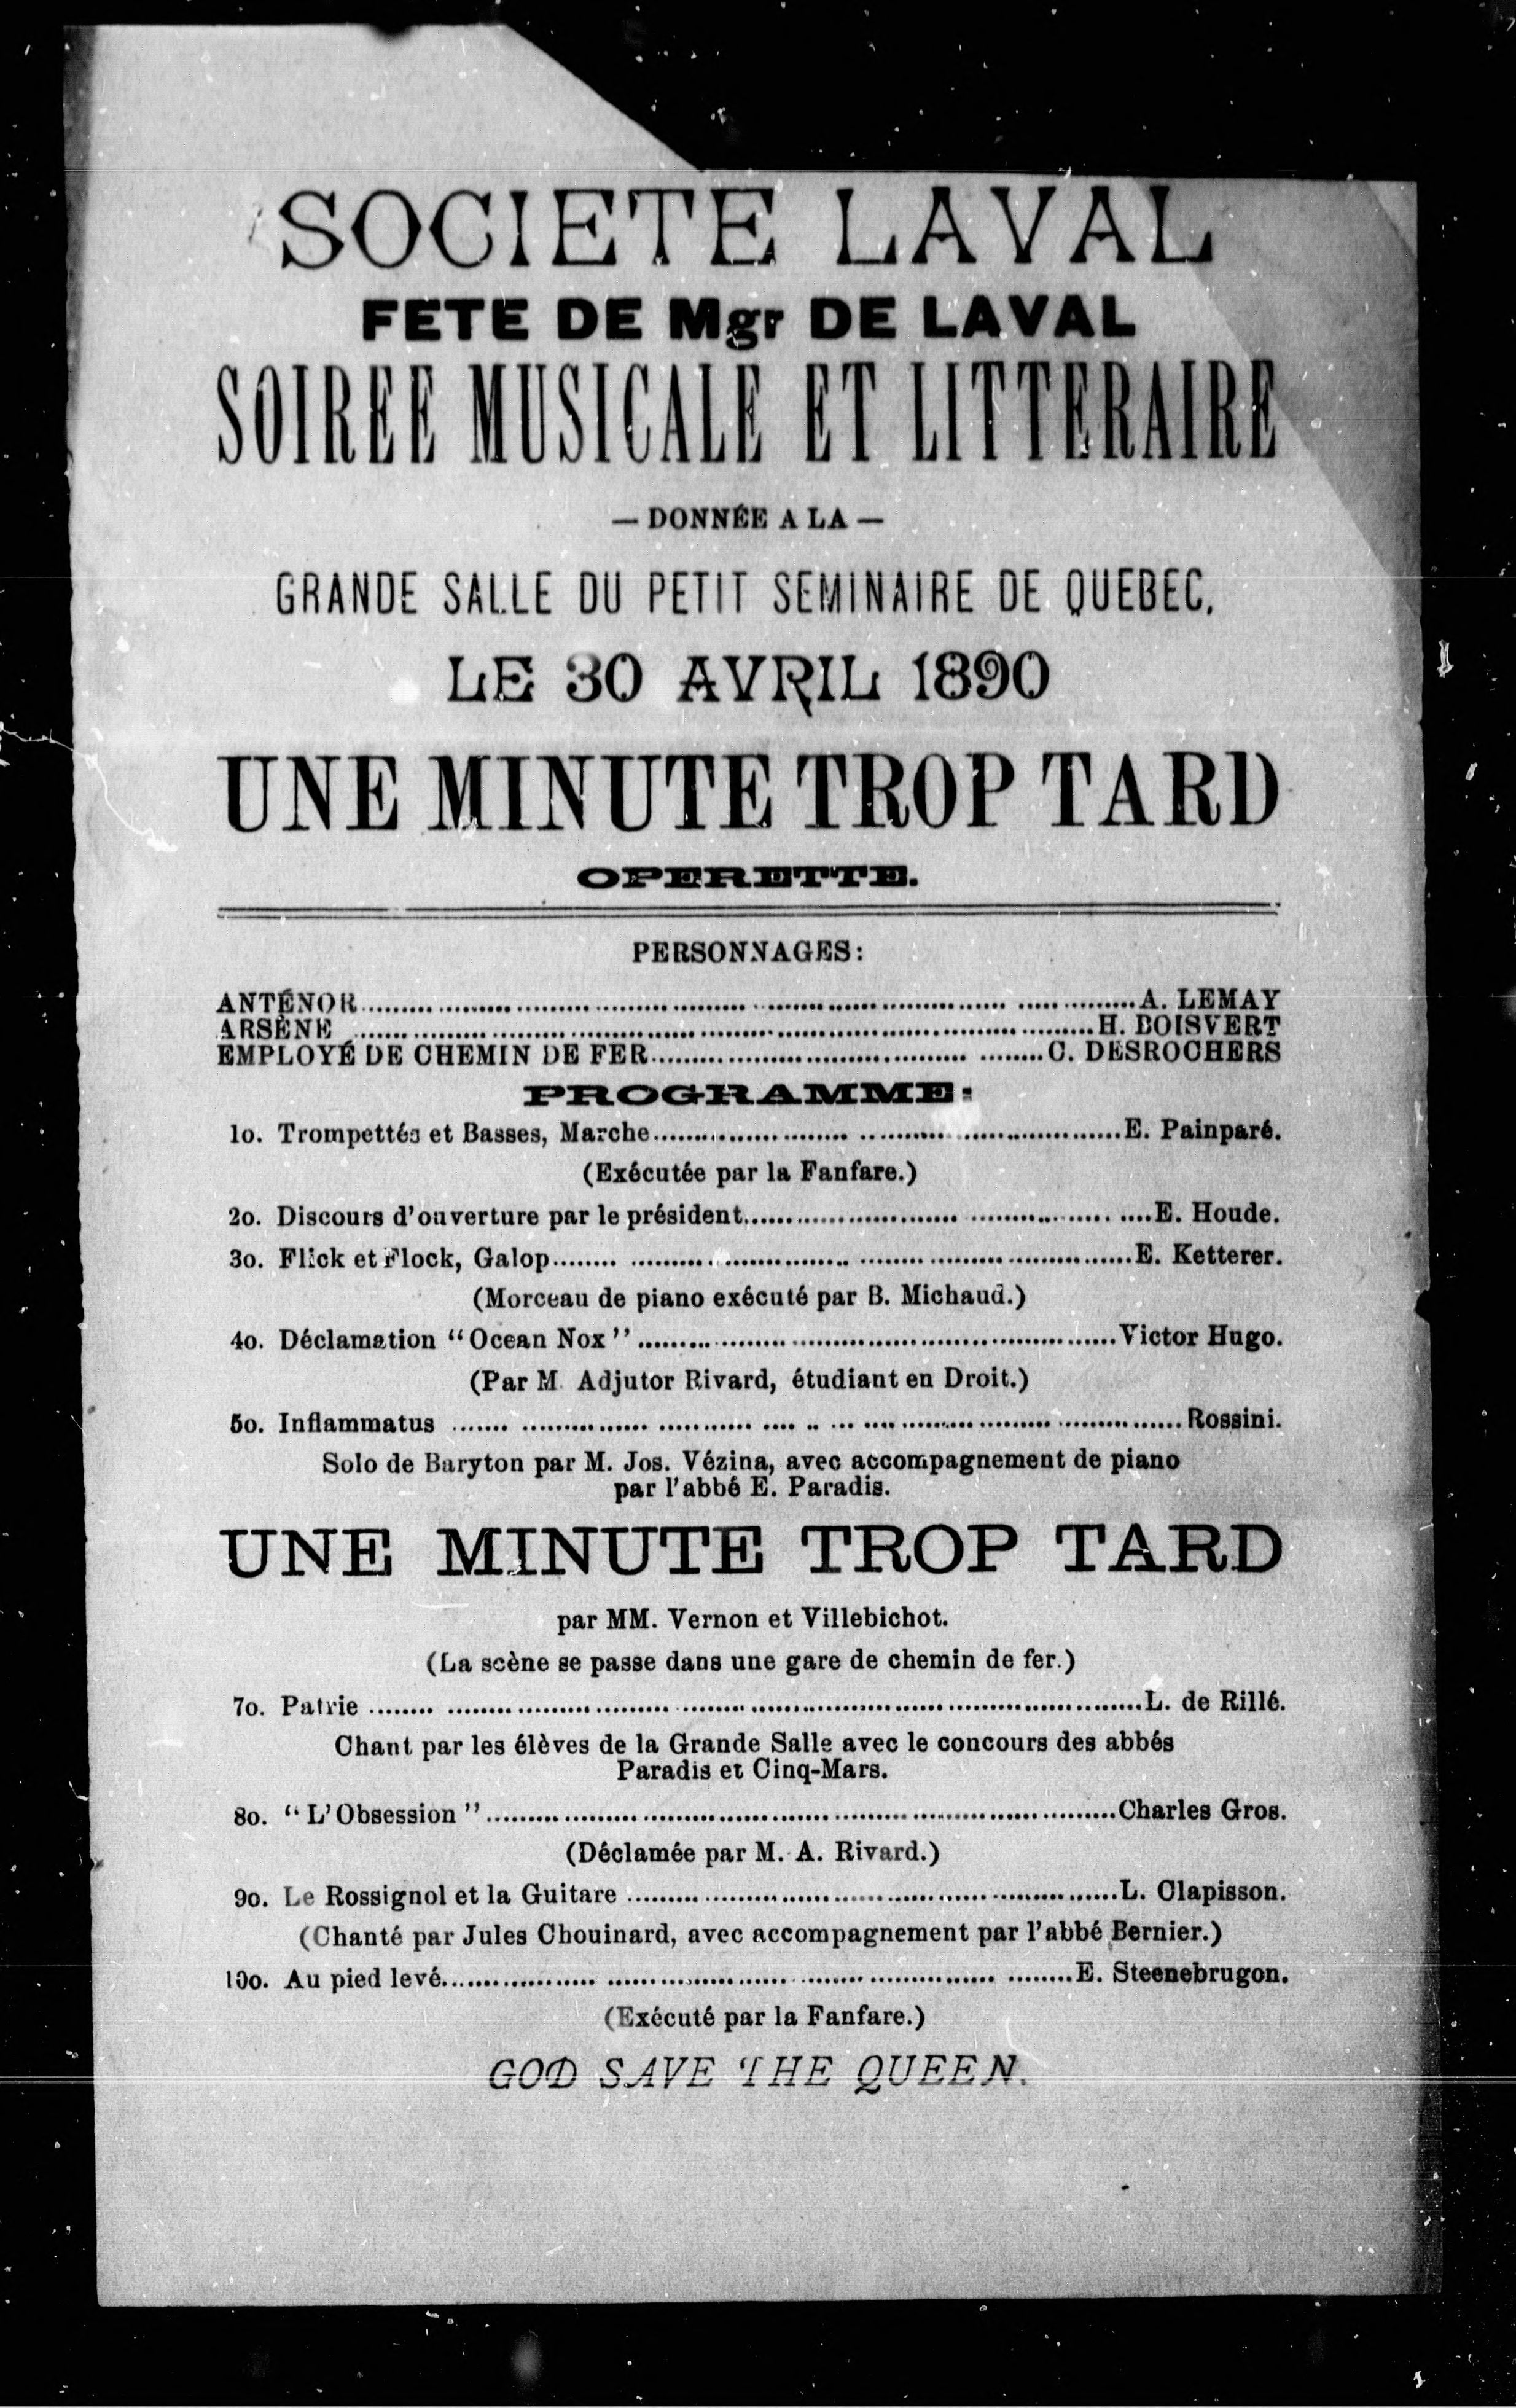 SOCIETE LAVAL
FETE DE Mgr DE LAVAL
SOIREE MUSICALE ET LITTERAIRE
— DONNÉE A LA —
GRANDE SALLE DU PETIT SEMINAIRE DE QUEBEC.
LE 30 AVRIL 1890
UNE MINUTE TROP TARD
OPERETTE.
PERSONNAGES:
ANTÉNOR........A. LEMAY
ARSÈNE........H. BOISVERT
EMPLOYÉ DE CHEMIN DE FER........C. DESROCHERS
PROGRAMME:
1o. Trompettes et Basses, Marche........E. Painparé.
(Exécutée par la Fanfare.)
2o. Discours d'ouverture par le président........E. Houde.
3o. Flick et Flock, Galop........E. Ketterer.
(Morceau de piano exécuté par B. Michaud.)
4o. Déclamation "Ocean Nox"........Victor Hugo.
(Par M. Adjutor Rivard, étudiant en Droit.)
5o. Inflammatus........Rossini.
Solo de Baryton par M. Jos. Vézina, avec accompagnement de piano
par l'abbé E. Paradis.
UNE MINUTE TROP TARD
par MM. Vernon et Villebichot.
(La scène se passe dans une gare de chemin de fer.)
7o. Patrie........L. de Rillé.
Chant par les élèves de la Grande Salle avec le concours des abbés
Paradis et Cinq-Mars.
8o. "L'Obsession"........Charles Gros.
(Déclamée par M. A. Rivard.)
9o. Le Rossignol et la Guitare........L. Clapisson.
(Chanté par Jules Chouinard, avec accompagnement par l'abbé Bernier.)
10o. Au pied levé........E. Steenebrugon.
(Exécuté par la Fanfare.)
GOD SAVE THE QUEEN.